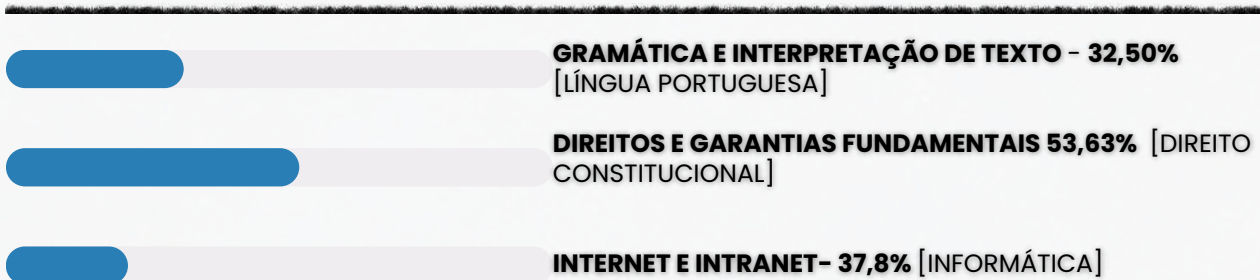 GRAMÁTICA E INTERPRETAÇÃO DE TEXTO - 32,50%
[LÍNGUA PORTUGUESA]
DIREITOS E GARANTIAS FUNDAMENTAIS 53,63% [DIREITO
CONSTITUCIONAL]
INTERNET E INTRANET- 37,8% [INFORMÁTICA]